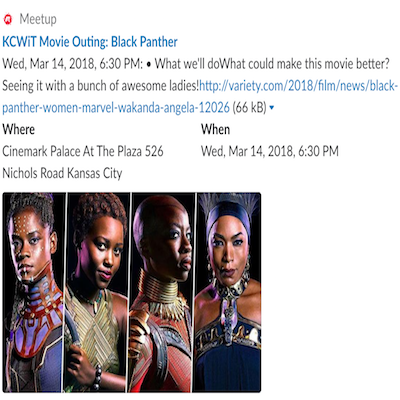 Meetup
KCWiT Movie Outing: Black Panther
Wed, Mar 14, 2018, 6:30 PM: • What we'll doWhat could make this movie better?
Seeing it with a bunch of awesome ladies!http://variety.com/2018/film/news/black-
panther-women-marvel-wakanda-angela-12026 (66 kB)
Where
When
Cinemark Palace At The Plaza 526
Wed, Mar 14, 2018, 6:30 PM
Nichols Road Kansas City